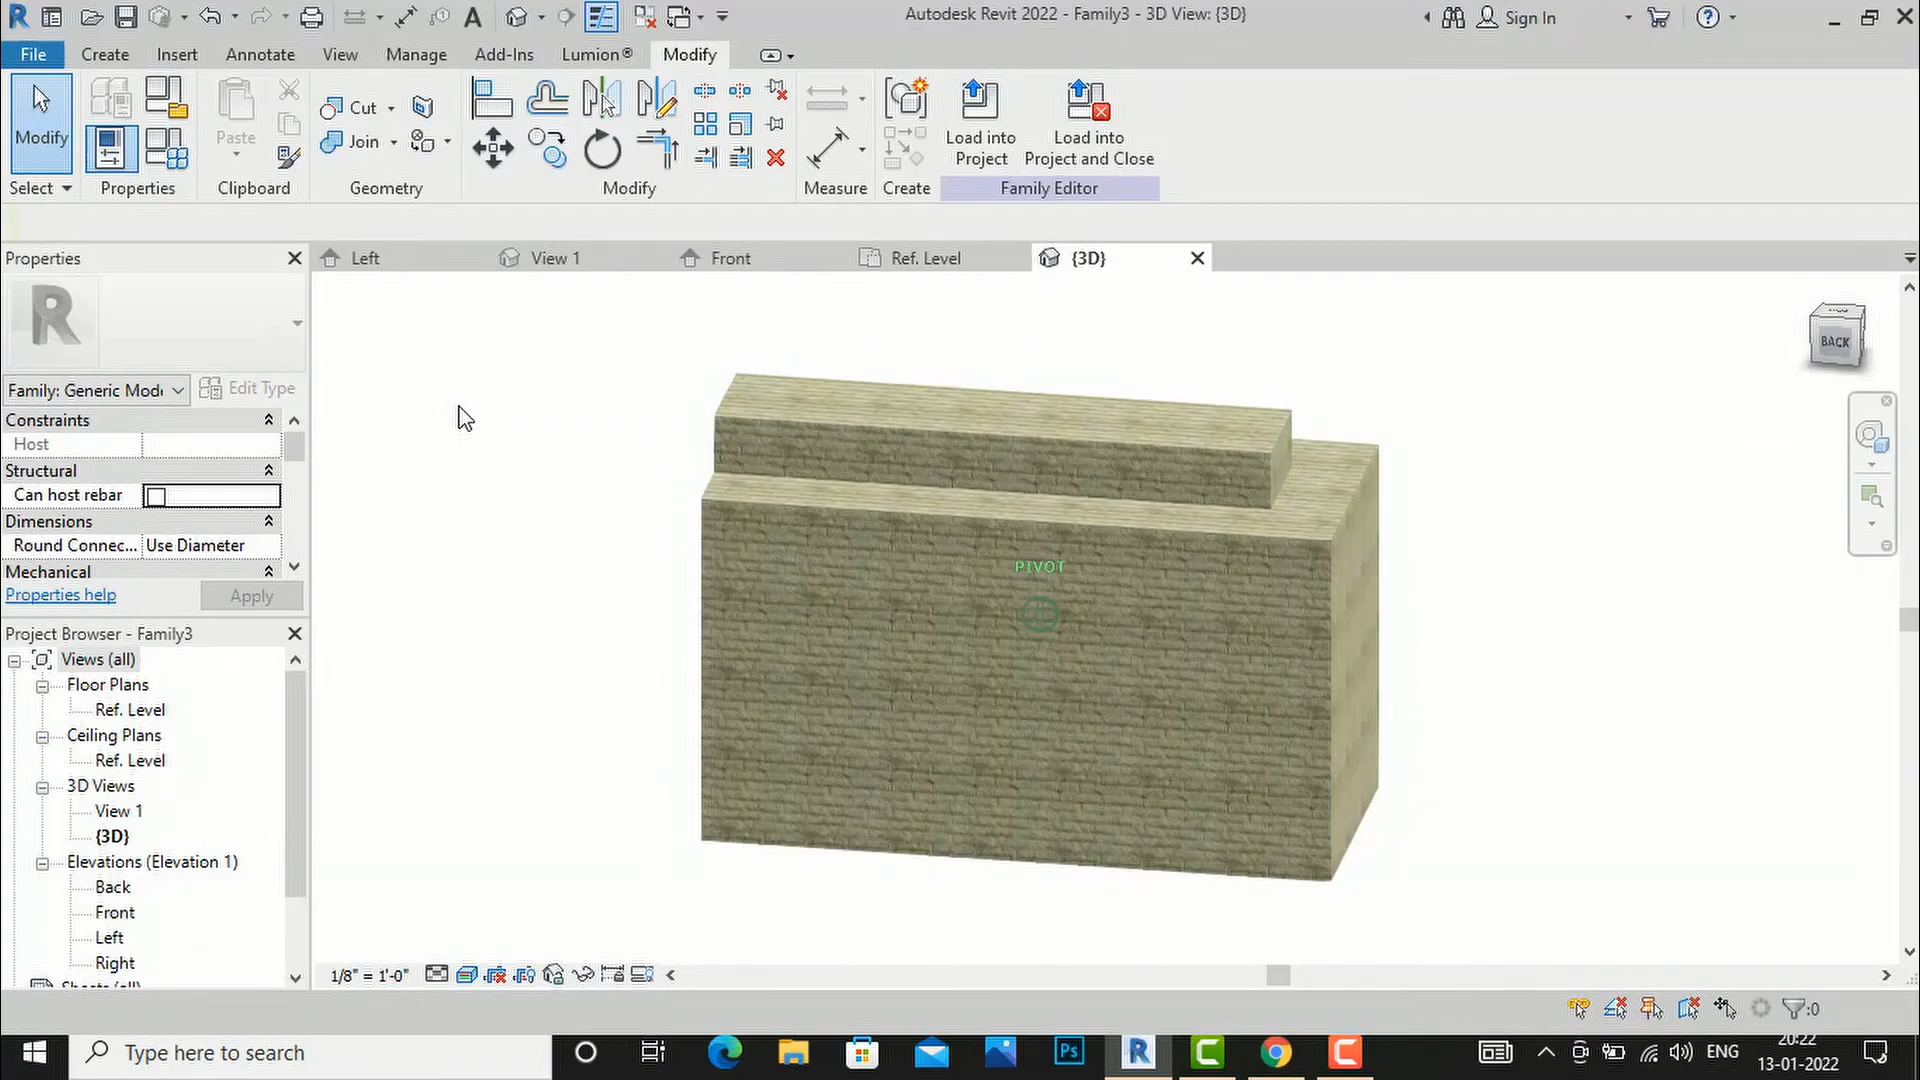 Autodesk Revit 2022 - Family3 - 3D View: {3D}
Sign In
File Create Insert Annotate View Manage Add-Ins Lumion® Modify
Modify
Paste
Cut
Join
Load into Project
Load into Project and Close
Select Properties Clipboard Geometry Modify Measure Create Family Editor
Properties
Left View 1 Front Ref. Level {3D}
R
BACK
Family: Generic Mode
Edit Type
Constraints
Host
Structural
Can host rebar
Dimensions
Round Connec... Use Diameter
Mechanical
Properties help Apply
PIVOT
Project Browser - Family3
Views (all)
Floor Plans
Ref. Level
Ceiling Plans
Ref. Level
3D Views
View 1
{3D}
Elevations (Elevation 1)
Back
Front
Left
Right
Sheets (all)
1/8" = 1'-0"
:0
Type here to search
Ps
R
ENG
20:22
13-01-2022